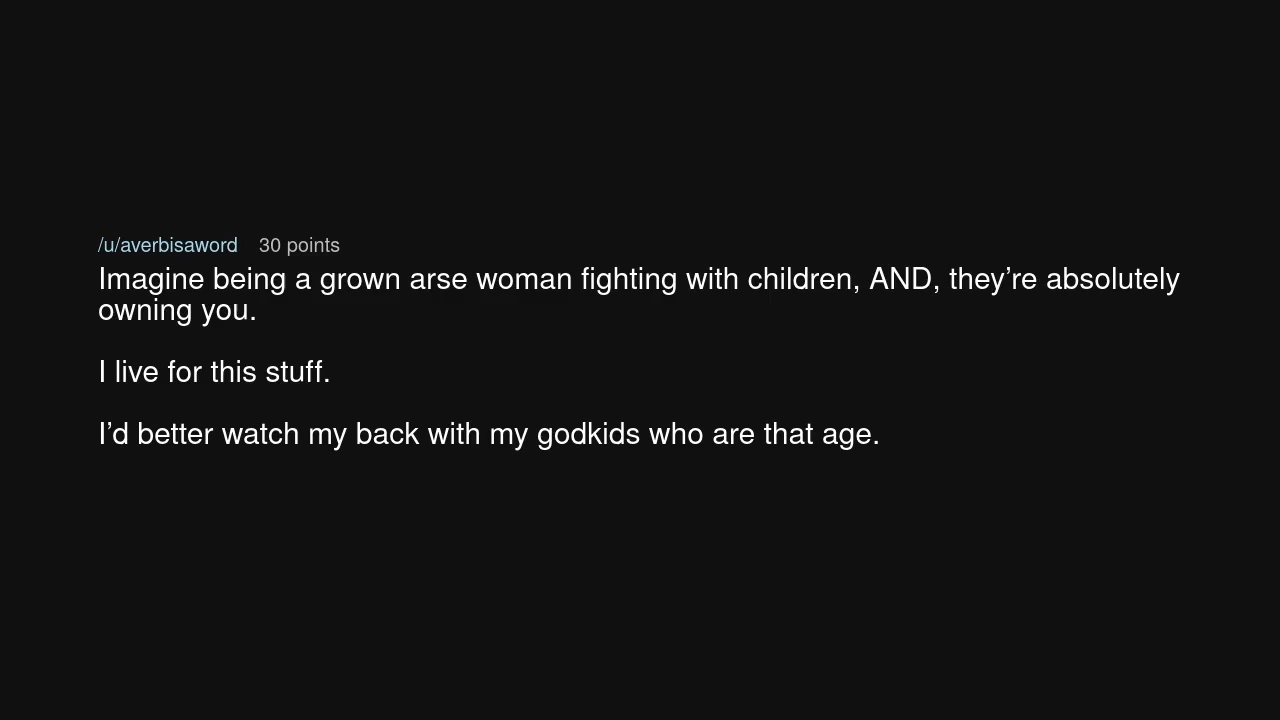 /u/averbisaword 30 points
Imagine being a grown arse woman fighting with children, AND, they’re absolutely
owning you.
I live for this stuff.
I’d better watch my back with my godkids who are that age.